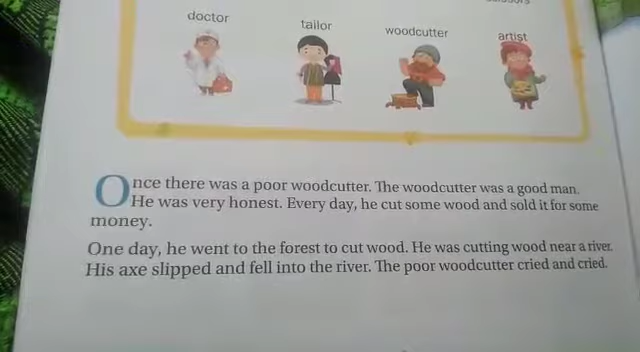 doctor
tailor
woodcutter
artist
Once there was a poor woodcutter. The woodcutter was a good man.
He was very honest. Every day, he cut some wood and sold it for some
money.
One day, he went to the forest to cut wood. He was cutting wood near a river.
His axe slipped and fell into the river. The poor woodcutter cried and cried.